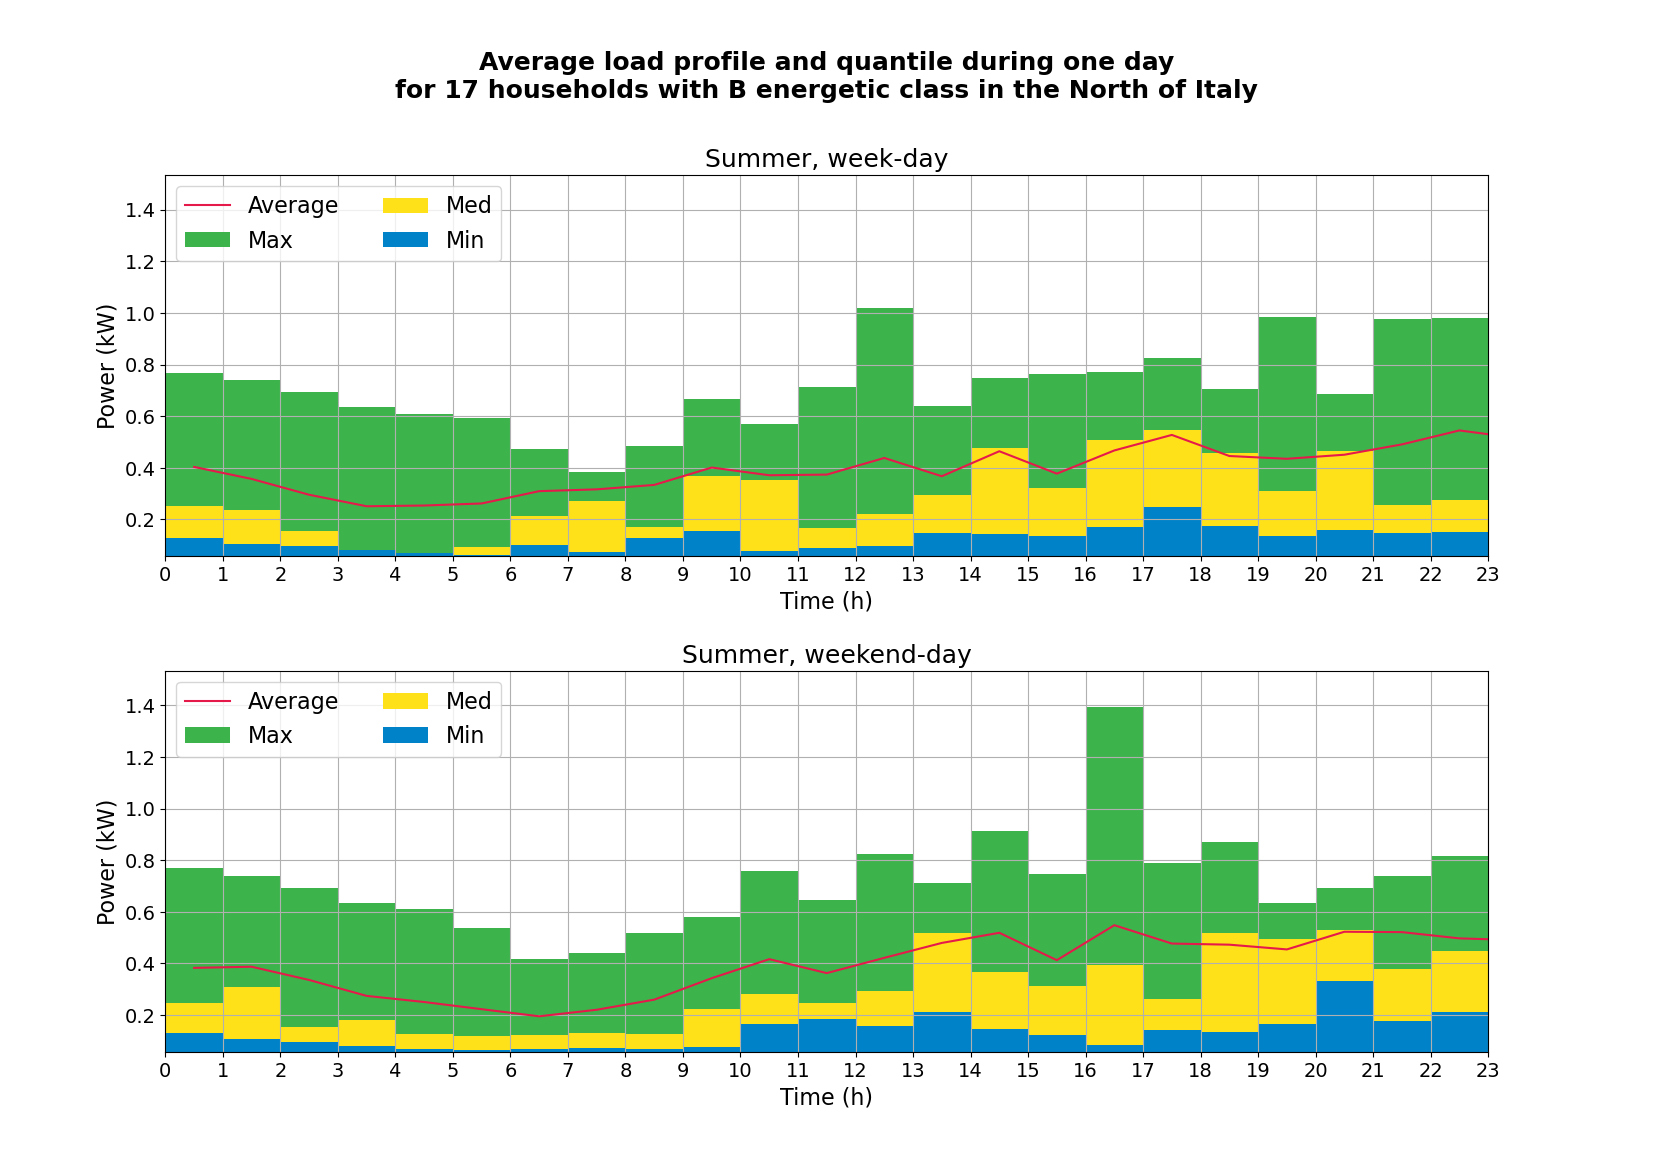 Average load profile and quantile during one day
for 17 households with B energetic class in the North of Italy
Summer, week-day
Average
Max
Med
Min
Power (kW)
1.4
1.2
1.0
0.8
0.6
0.4
0.2
0 1 2 3 4 5 6 7 8 9 10 11 12 13 14 15 16 17 18 19 20 21 22 23
Time (h)
Summer, weekend-day
Average
Max
Med
Min
Power (kW)
1.4
1.2
1.0
0.8
0.6
0.4
0.2
0 1 2 3 4 5 6 7 8 9 10 11 12 13 14 15 16 17 18 19 20 21 22 23
Time (h)